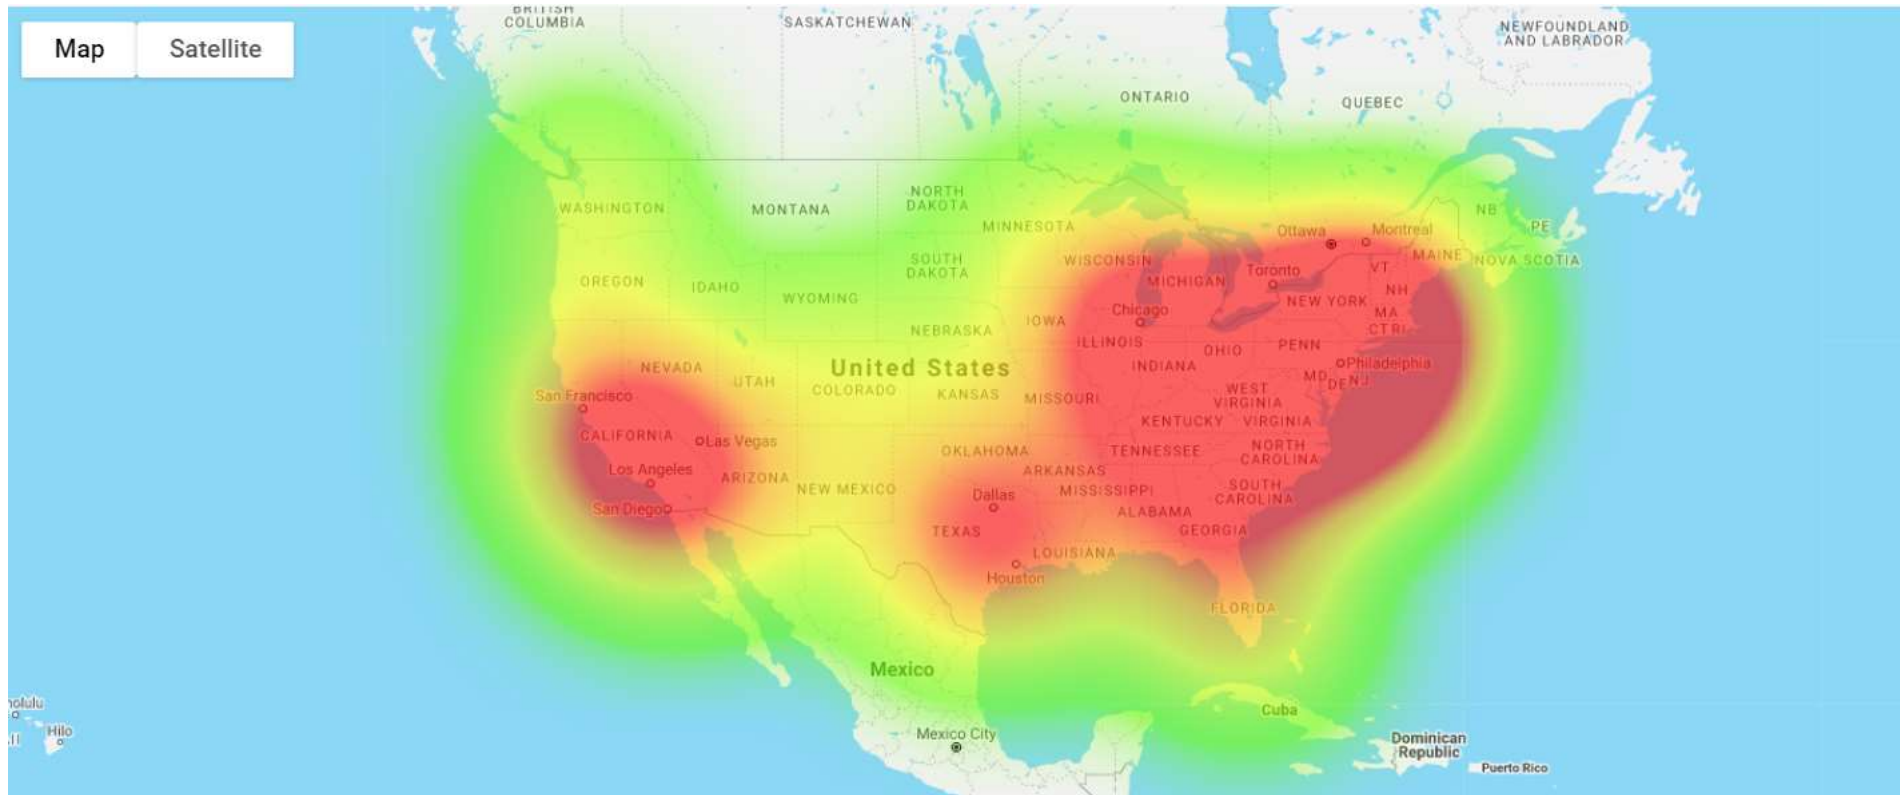 BRITISH
COLUMBIA
SASKATCHEWAN
NEWFOUNDLAND
AND LABRADOR
Map
Satellite
ONTARIO
QUEBEC
NORTH
DAKOTA
WASHINGTON
MONTANA
MINNESOTA
NB
PE
Ottawa
Montreal
WISCONSIN
SOUTH
DAKOTA
MAINE
NOVA SCOTIA
VT
Toronto
MICHIGAN
OREGON
IDAHO
WYOMING
NH
NEW YORK
MA
CT RI
Chicago
IOWA
NEBRASKA
ILLINOIS
OHIO
PENN
United States
NEVADA
UTAH
COLORADO
KANSAS
MISSOURI
INDIANA
Philadelphia
MD
DE
NJ
WEST
VIRGINIA
San Francisco
KENTUCKY
VIRGINIA
CALIFORNIA
Las Vegas
OKLAHOMA
TENNESSEE
NORTH
CAROLINA
Los Angeles
ARIZONA
NEW MEXICO
ARKANSAS
Dallas
MISSISSIPPI
SOUTH
CAROLINA
San Diego
ALABAMA
TEXAS
GEORGIA
LOUISIANA
Houston
FLORIDA
Mexico
nolulu
Cuba
Hilo
Mexico City
Dominican
Republic
Puerto Rico